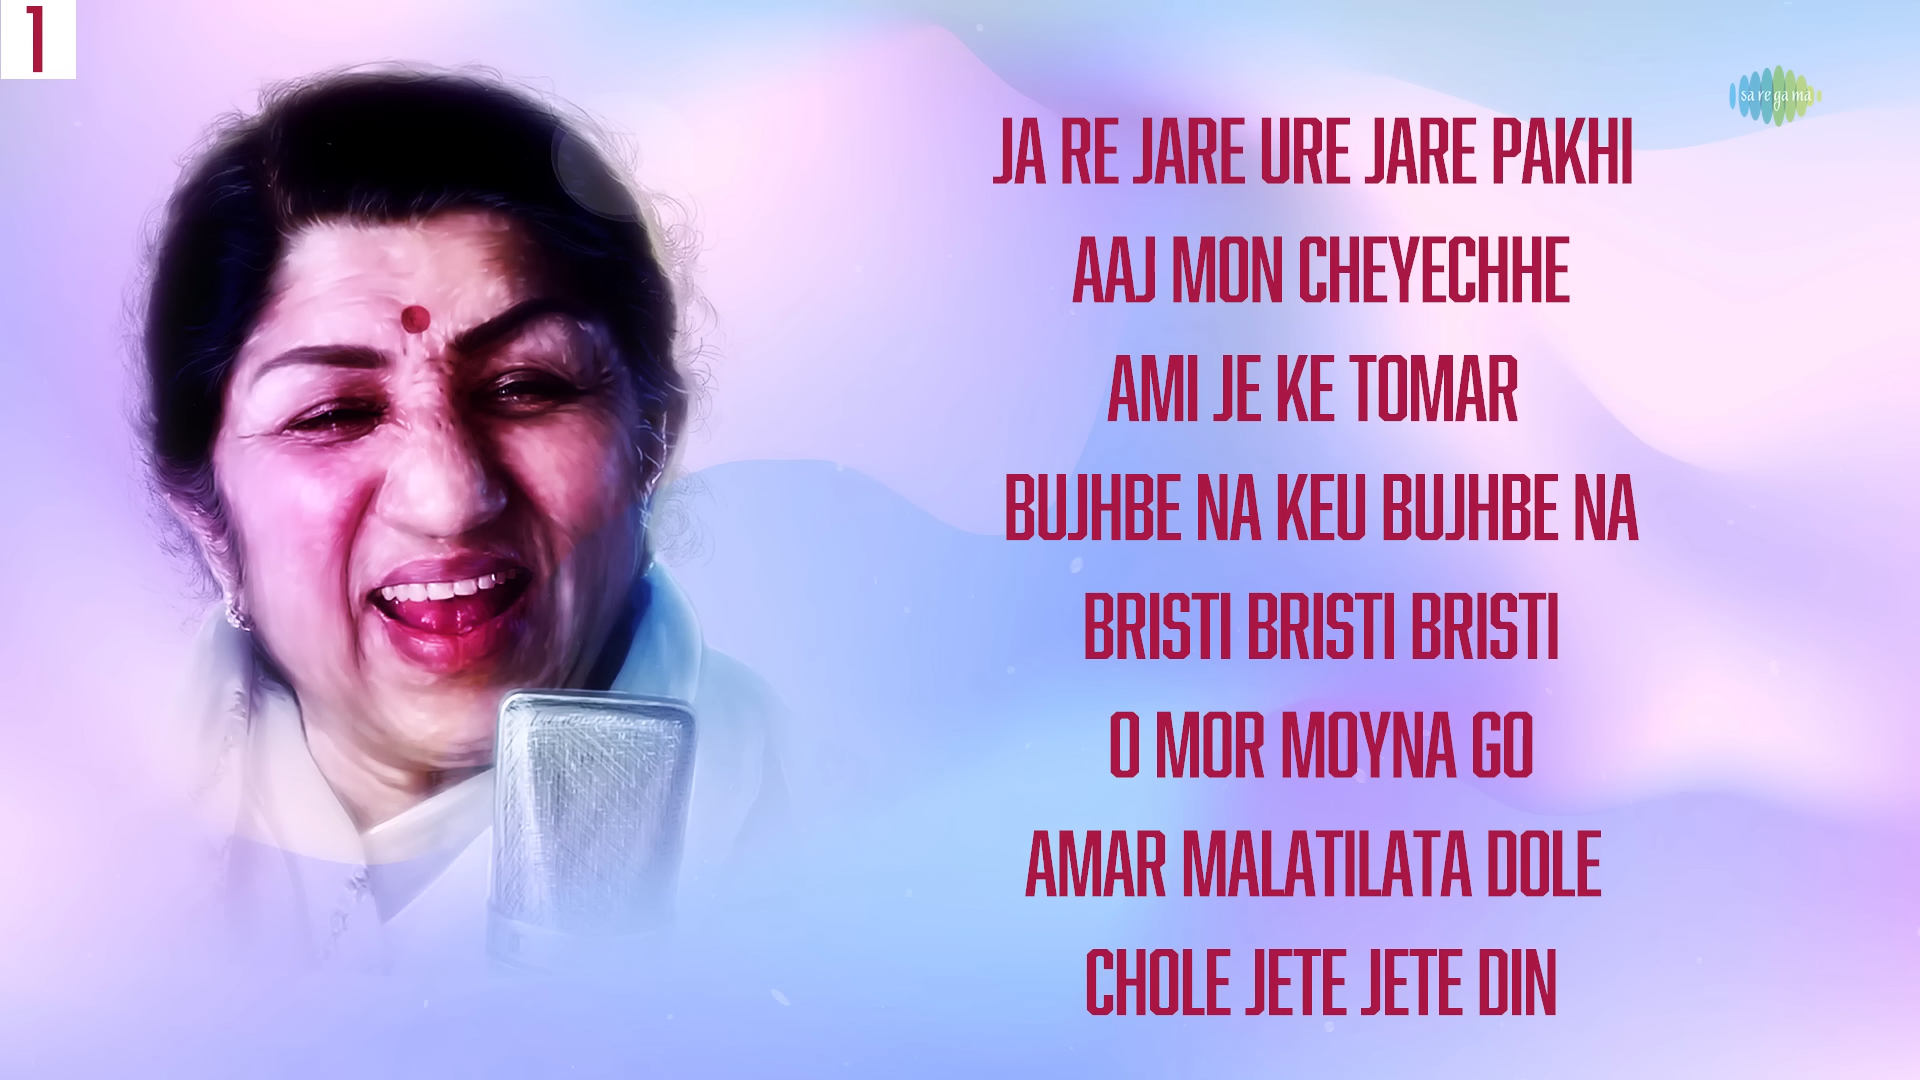 1
sa re ga ma
JA RE JARE URE JARE PAKHI
AAJ MON CHEYECHHE
AMI JE KE TOMAR
BUJHBE NA KEU BUJHBE NA
BRISTI BRISTI BRISTI
O MOR MOYNA GO
AMAR MALATILATA DOLE
CHOLE JETE JETE DIN